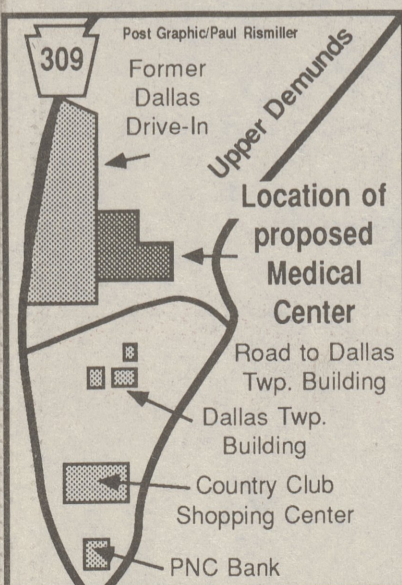 Post Graphic/Paul Rismiller
309
Former
Dallas
Drive-In
Upper Demunds
Location of
proposed
Medical
Center
Road to Dallas
Twp. Building
Dallas Twp.
Building
Country Club
Shopping Center
PNC Bank